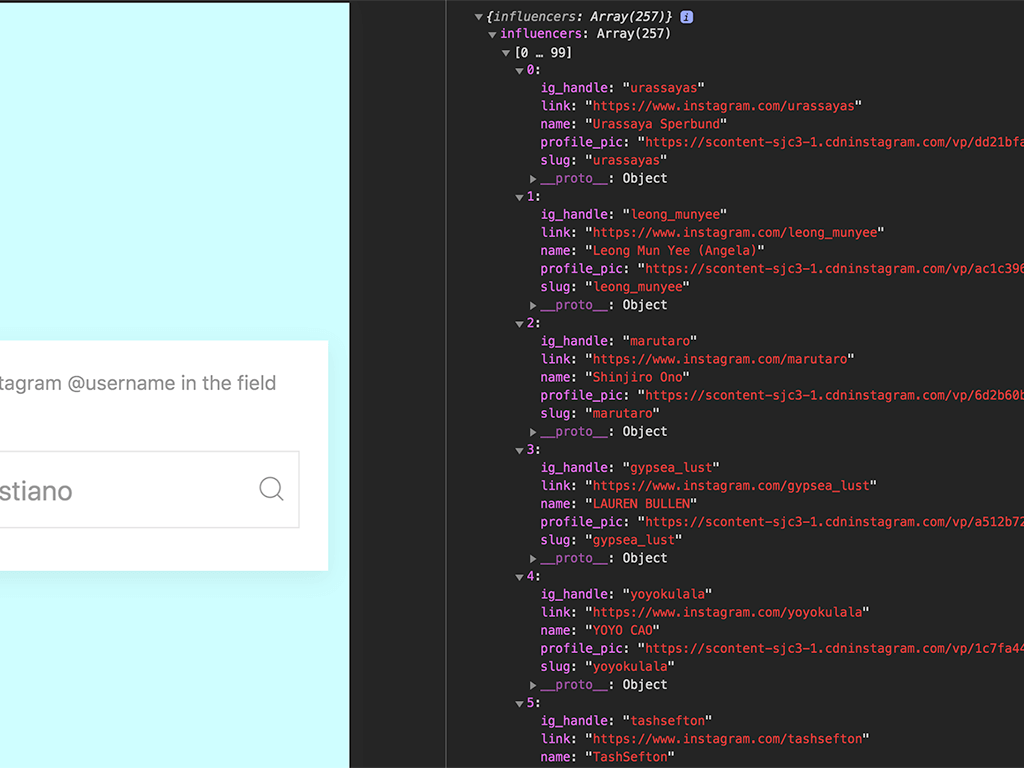 tagram @username in the field
stiano
{influencers: Array(257)} i
influencers: Array(257)
[0 … 99]
0:
ig_handle: "urassayas"
link: "https://www.instagram.com/urassayas"
name: "Urassaya Sperbund"
profile_pic: "https://scontent-sjc3-1.cdninstagram.com/vp/dd21bfa
slug: "urassayas"
__proto__: Object
1:
ig_handle: "leong_munyee"
link: "https://www.instagram.com/leong_munyee"
name: "Leong Mun Yee (Angela)"
profile_pic: "https://scontent-sjc3-1.cdninstagram.com/vp/ac1c396
slug: "leong_munyee"
__proto__: Object
2:
ig_handle: "marutaro"
link: "https://www.instagram.com/marutaro"
name: "Shinjiro Ono"
profile_pic: "https://scontent-sjc3-1.cdninstagram.com/vp/6d2b60b
slug: "marutaro"
__proto__: Object
3:
ig_handle: "gypsea_lust"
link: "https://www.instagram.com/gypsea_lust"
name: "LAUREN BULLEN"
profile_pic: "https://scontent-sjc3-1.cdninstagram.com/vp/a512b72
slug: "gypsea_lust"
__proto__: Object
4:
ig_handle: "yoyokulala"
link: "https://www.instagram.com/yoyokulala"
name: "YOYO CAO"
profile_pic: "https://scontent-sjc3-1.cdninstagram.com/vp/1c7fa44
slug: "yoyokulala"
__proto__: Object
5:
ig_handle: "tashsefton"
link: "https://www.instagram.com/tashsefton"
name: "TashSefton"